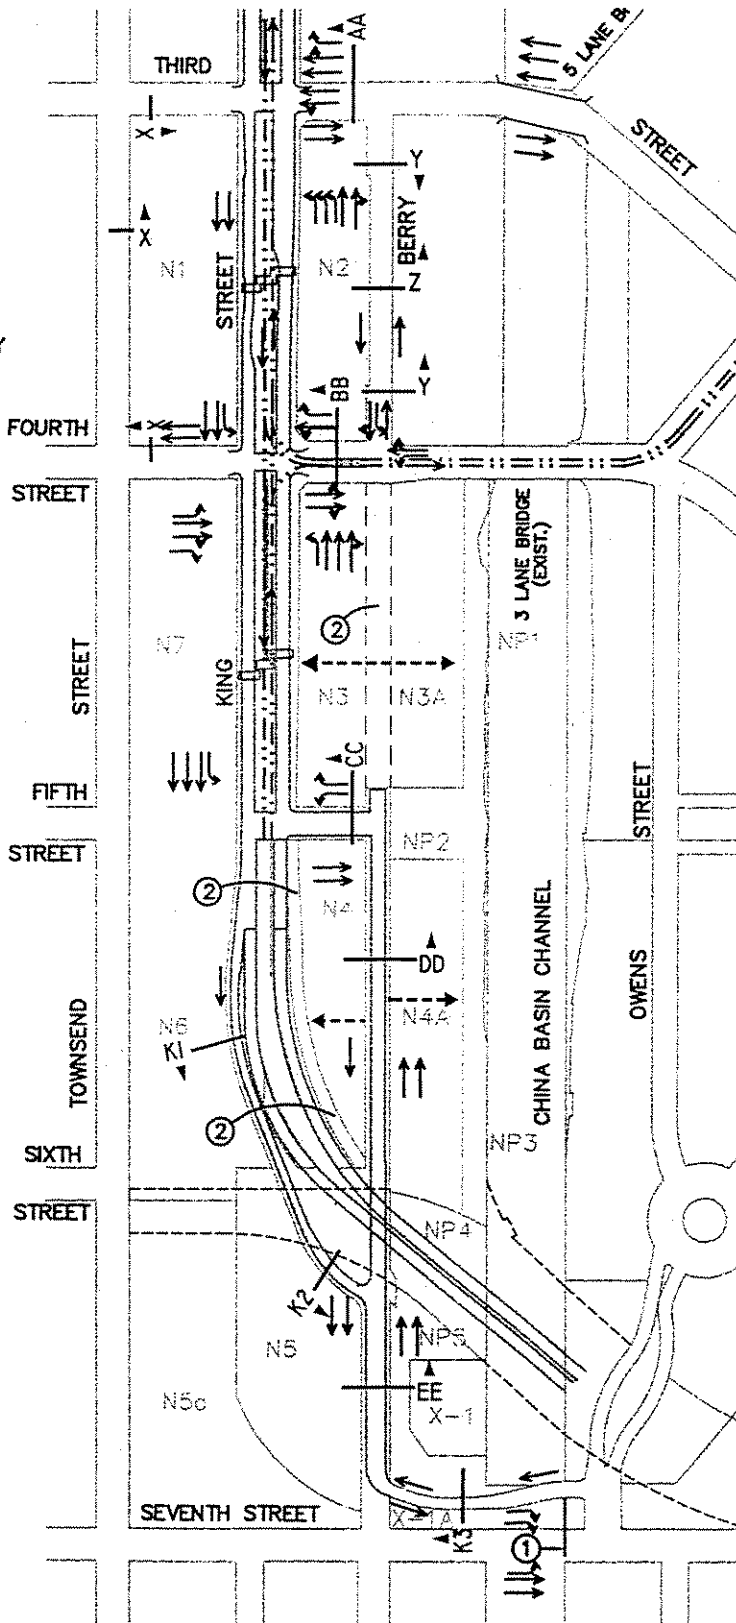 THIRD
AA
5 LANE B
STREET
X
Y
X
BERRY
N1
STREET
N2
Z
BB
Y
FOURTH
X
STREET
3 LANE BRIDGE
(EXIST.)
2
N7
STREET
KING
N3
N3A
NP1
CC
FIFTH
STREET
STREET
NP2
2
N4
DD
CHINA BASIN CHANNEL
OWENS
TOWNSEND
N6
K1
N4A
2
SIXTH
NP3
STREET
NP4
K2
N5
NP5
N5c
EE
X-1
SEVENTH STREET
X-1A
K3
1